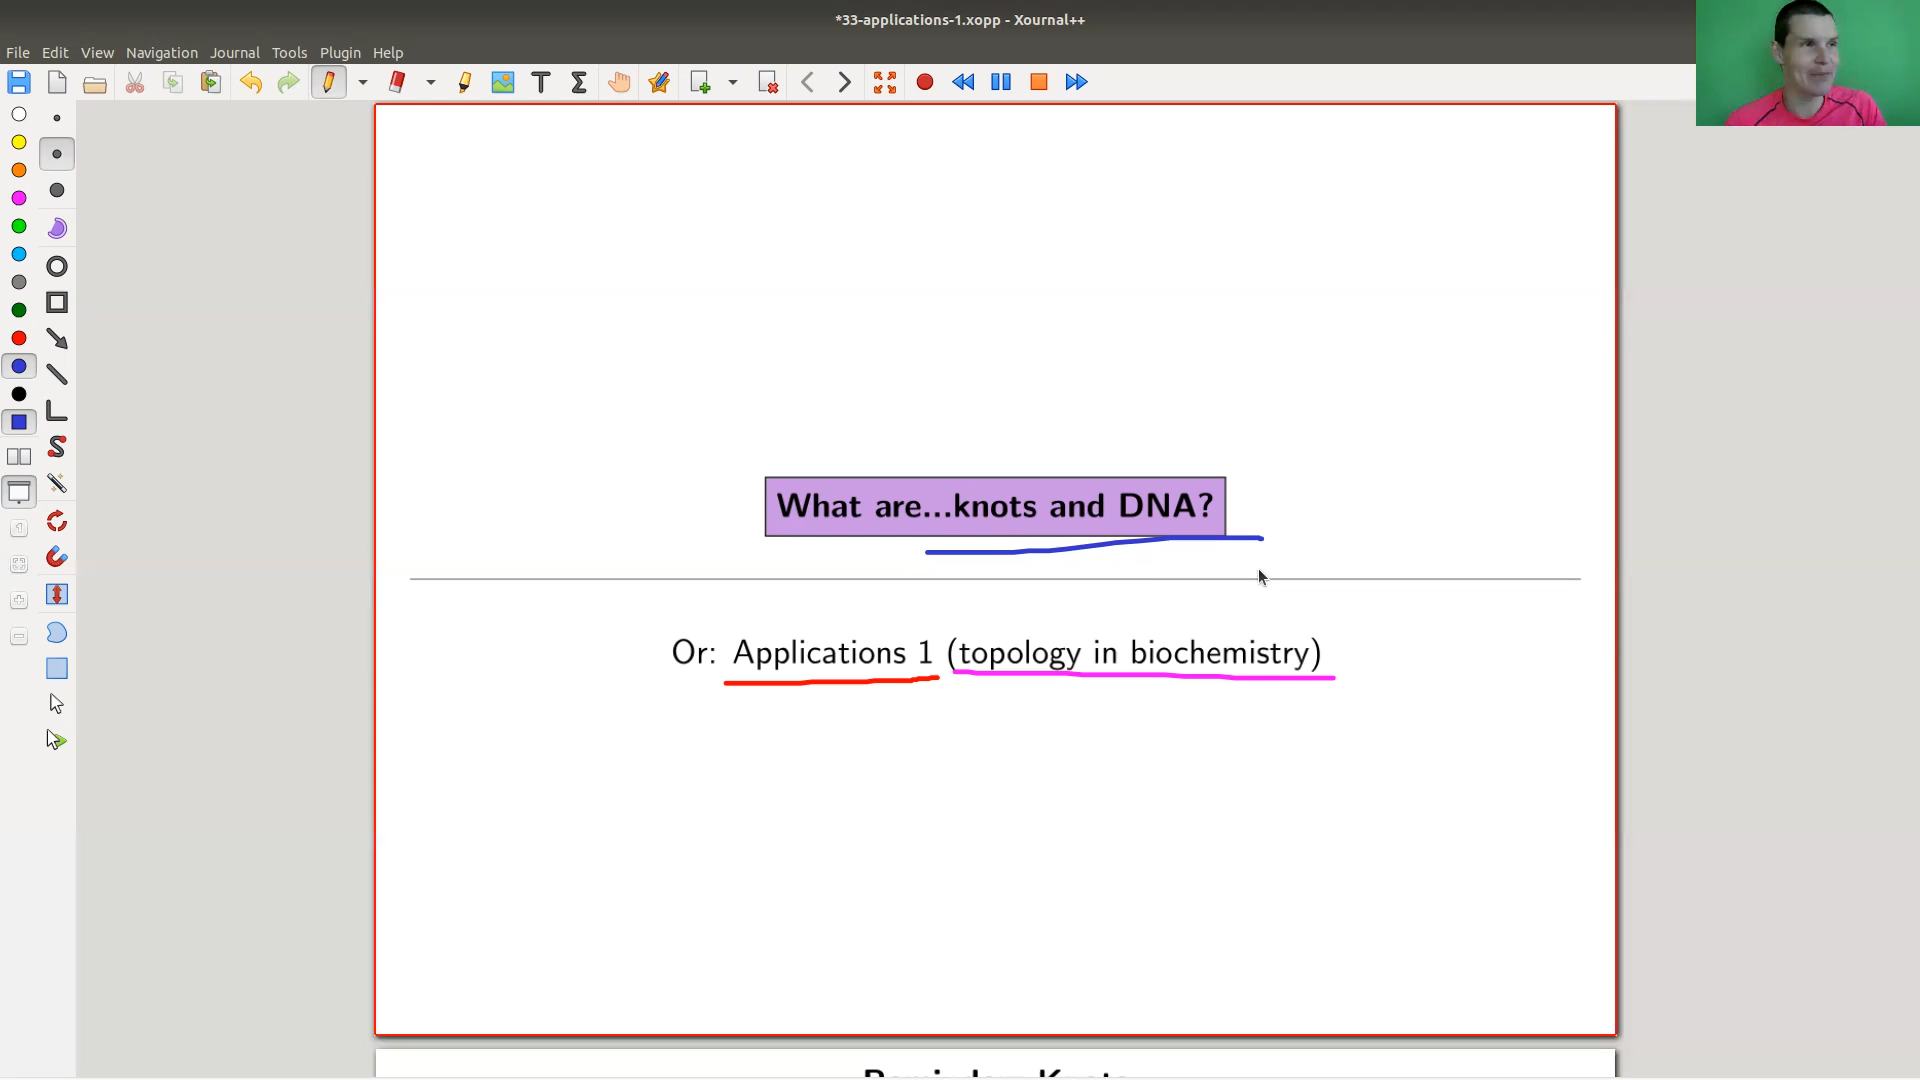 *33-applications-1.xopp - Xournal++
File Edit View Navigation Journal Tools Plugin Help
What are...knots and DNA?
Or: Applications 1 (topology in biochemistry)